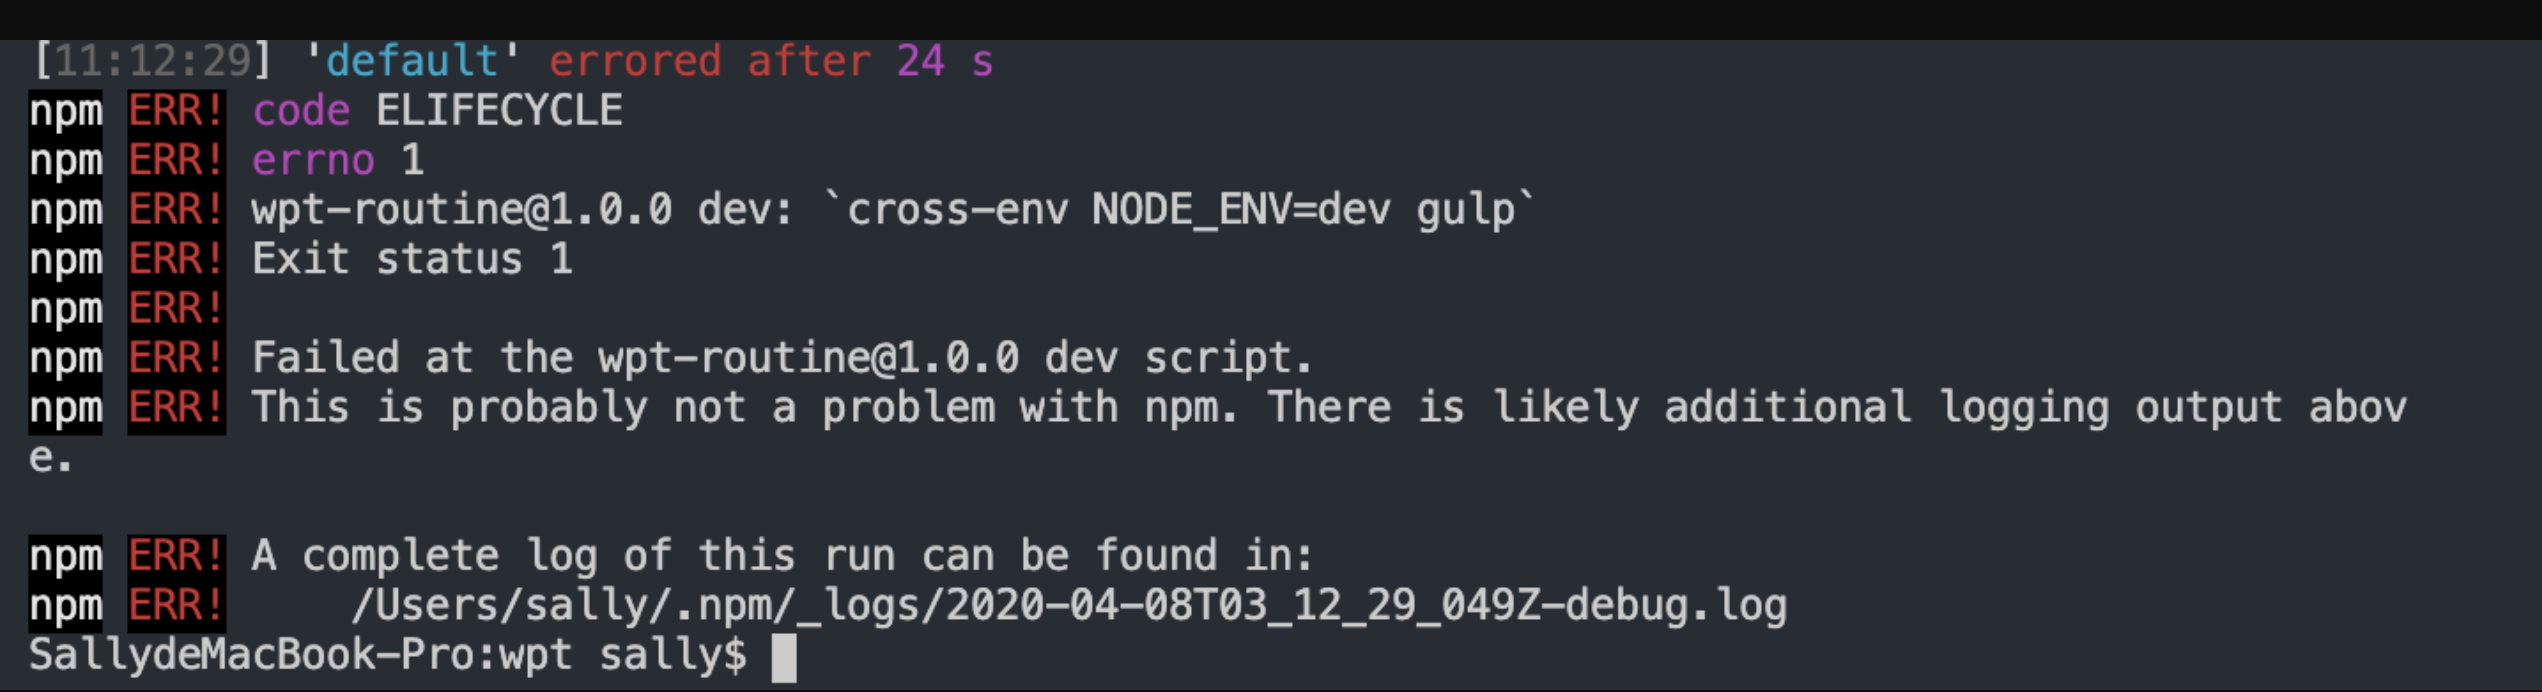 [11:12:29] 'default' errored after 24 s
npm ERR! code ELIFECYCLE
npm ERR! errno 1
npm ERR! wpt-routine@1.0.0 dev: `cross-env NODE_ENV=dev gulp`
npm ERR! Exit status 1
npm ERR!
npm ERR! Failed at the wpt-routine@1.0.0 dev script.
npm ERR! This is probably not a problem with npm. There is likely additional logging output abov
e.
npm ERR! A complete log of this run can be found in:
npm ERR!     /Users/sally/.npm/_logs/2020-04-08T03_12_29_049Z-debug.log
SallydeMacBook-Pro:wpt sally$